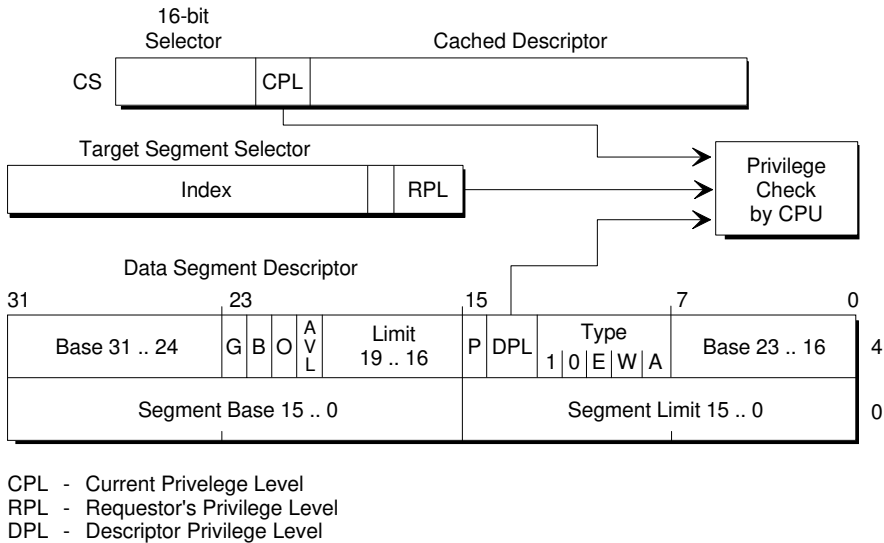 16-bit
Selector
Cached Descriptor
CS
CPL
Target Segment Selector
Index
RPL
Privilege
Check
by CPU
Data Segment Descriptor
31 23 15 7 0
Base 31 .. 24
G B O
A
V
L
Limit
19 .. 16
P DPL
Type
1 0 E W A
Base 23 .. 16
4
Segment Base 15 .. 0
Segment Limit 15 .. 0
0
CPL - Current Privelege Level
RPL - Requestor's Privilege Level
DPL - Descriptor Privilege Level